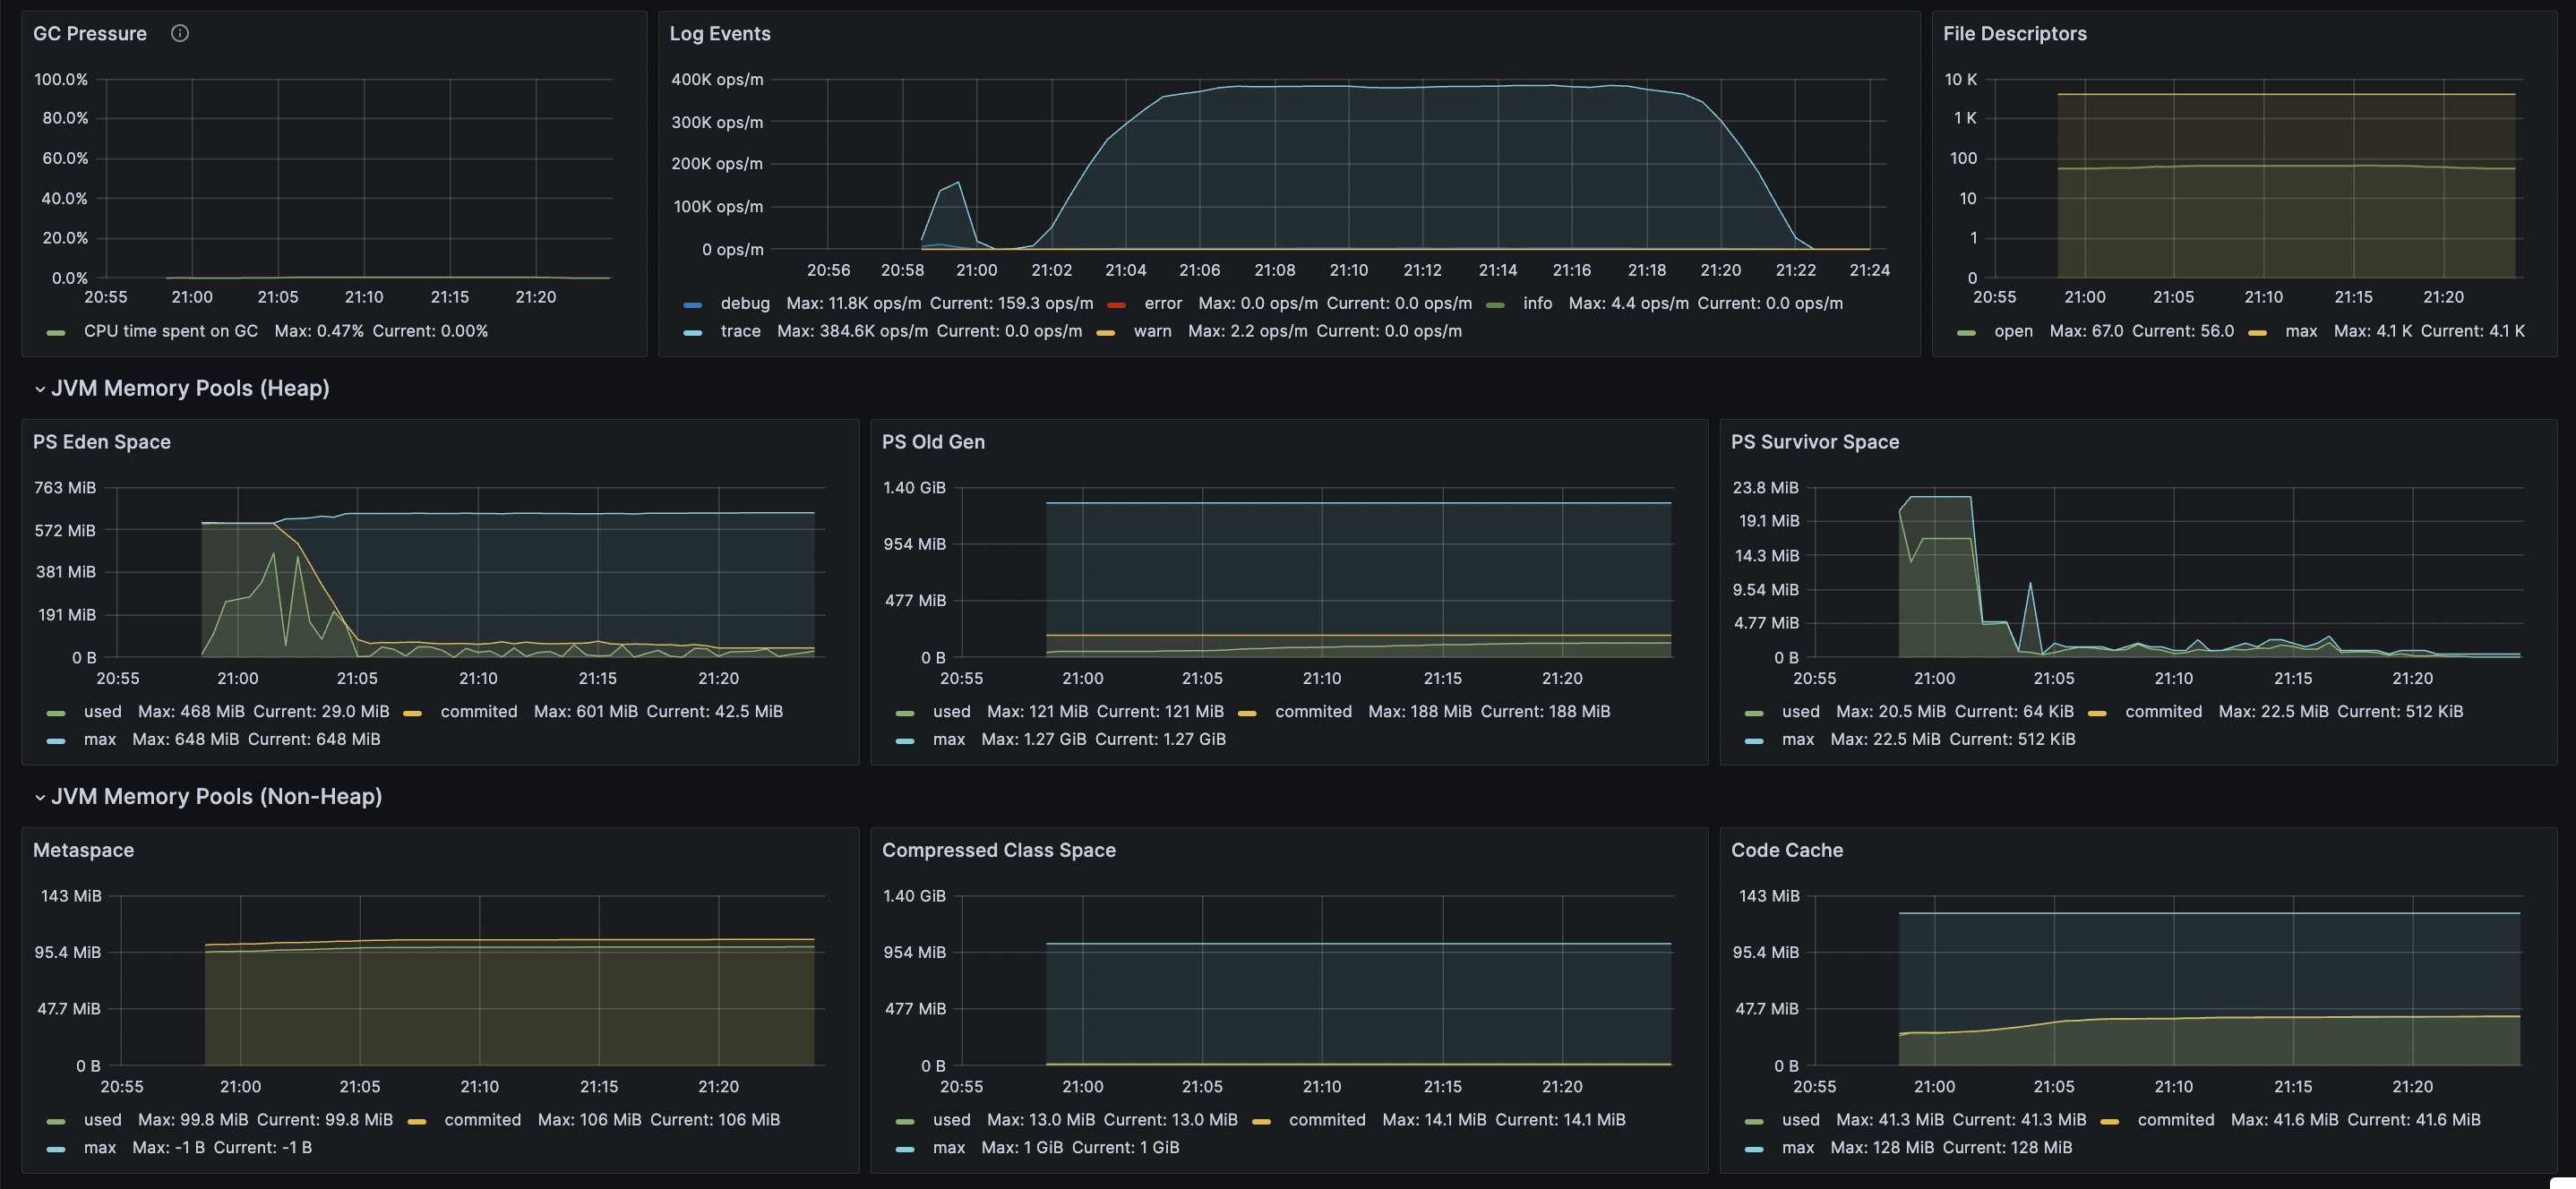 GC Pressure
100.0%
80.0%
60.0%
40.0%
20.0%
0.0%
20:55 21:00 21:05 21:10 21:15 21:20
CPU time spent on GC Max: 0.47% Current: 0.00%
Log Events
400K ops/m
300K ops/m
200K ops/m
100K ops/m
0 ops/m
20:56 20:58 21:00 21:02 21:04 21:06 21:08 21:10 21:12 21:14 21:16 21:18 21:20 21:22 21:24
debug Max: 11.8K ops/m Current: 159.3 ops/m error Max: 0.0 ops/m Current: 0.0 ops/m info Max: 4.4 ops/m Current: 0.0 ops/m
trace Max: 384.6K ops/m Current: 0.0 ops/m warn Max: 2.2 ops/m Current: 0.0 ops/m
File Descriptors
10 K
1 K
100
10
1
0
20:55 21:00 21:05 21:10 21:15 21:20
open Max: 67.0 Current: 56.0 max Max: 4.1 K Current: 4.1 K
JVM Memory Pools (Heap)
PS Eden Space
763 MiB
572 MiB
381 MiB
191 MiB
0 B
20:55 21:00 21:05 21:10 21:15 21:20
used Max: 468 MiB Current: 29.0 MiB commited Max: 601 MiB Current: 42.5 MiB
max Max: 648 MiB Current: 648 MiB
PS Old Gen
1.40 GiB
954 MiB
477 MiB
0 B
20:55 21:00 21:05 21:10 21:15 21:20
used Max: 121 MiB Current: 121 MiB commited Max: 188 MiB Current: 188 MiB
max Max: 1.27 GiB Current: 1.27 GiB
PS Survivor Space
23.8 MiB
19.1 MiB
14.3 MiB
9.54 MiB
4.77 MiB
0 B
20:55 21:00 21:05 21:10 21:15 21:20
used Max: 20.5 MiB Current: 64 KiB commited Max: 22.5 MiB Current: 512 KiB
max Max: 22.5 MiB Current: 512 KiB
JVM Memory Pools (Non-Heap)
Metaspace
143 MiB
95.4 MiB
47.7 MiB
0 B
20:55 21:00 21:05 21:10 21:15 21:20
used Max: 99.8 MiB Current: 99.8 MiB commited Max: 106 MiB Current: 106 MiB
max Max: -1 B Current: -1 B
Compressed Class Space
1.40 GiB
954 MiB
477 MiB
0 B
20:55 21:00 21:05 21:10 21:15 21:20
used Max: 13.0 MiB Current: 13.0 MiB commited Max: 14.1 MiB Current: 14.1 MiB
max Max: 1 GiB Current: 1 GiB
Code Cache
143 MiB
95.4 MiB
47.7 MiB
0 B
20:55 21:00 21:05 21:10 21:15 21:20
used Max: 41.3 MiB Current: 41.3 MiB commited Max: 41.6 MiB Current: 41.6 MiB
max Max: 128 MiB Current: 128 MiB